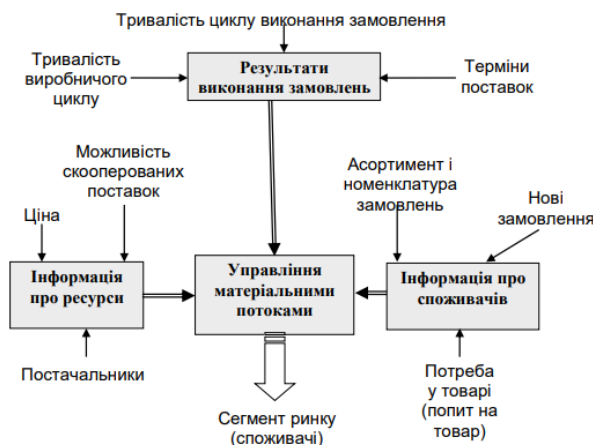 Тривалість циклу виконання замовлення
Тривалість
виробничого
циклу
Результати
виконання замовлень
Терміни
поставок
Можливість
скооперованих
поставок
Ціна
Асортимент і
номенклатура
замовлень
Нові
замовлення
Інформація
про ресурси
Управління
матеріальними
потоками
Інформація про
споживачів
Постачальники
Сегмент ринку
(споживачі)
Потреба
у товарі
(попит на
товар)